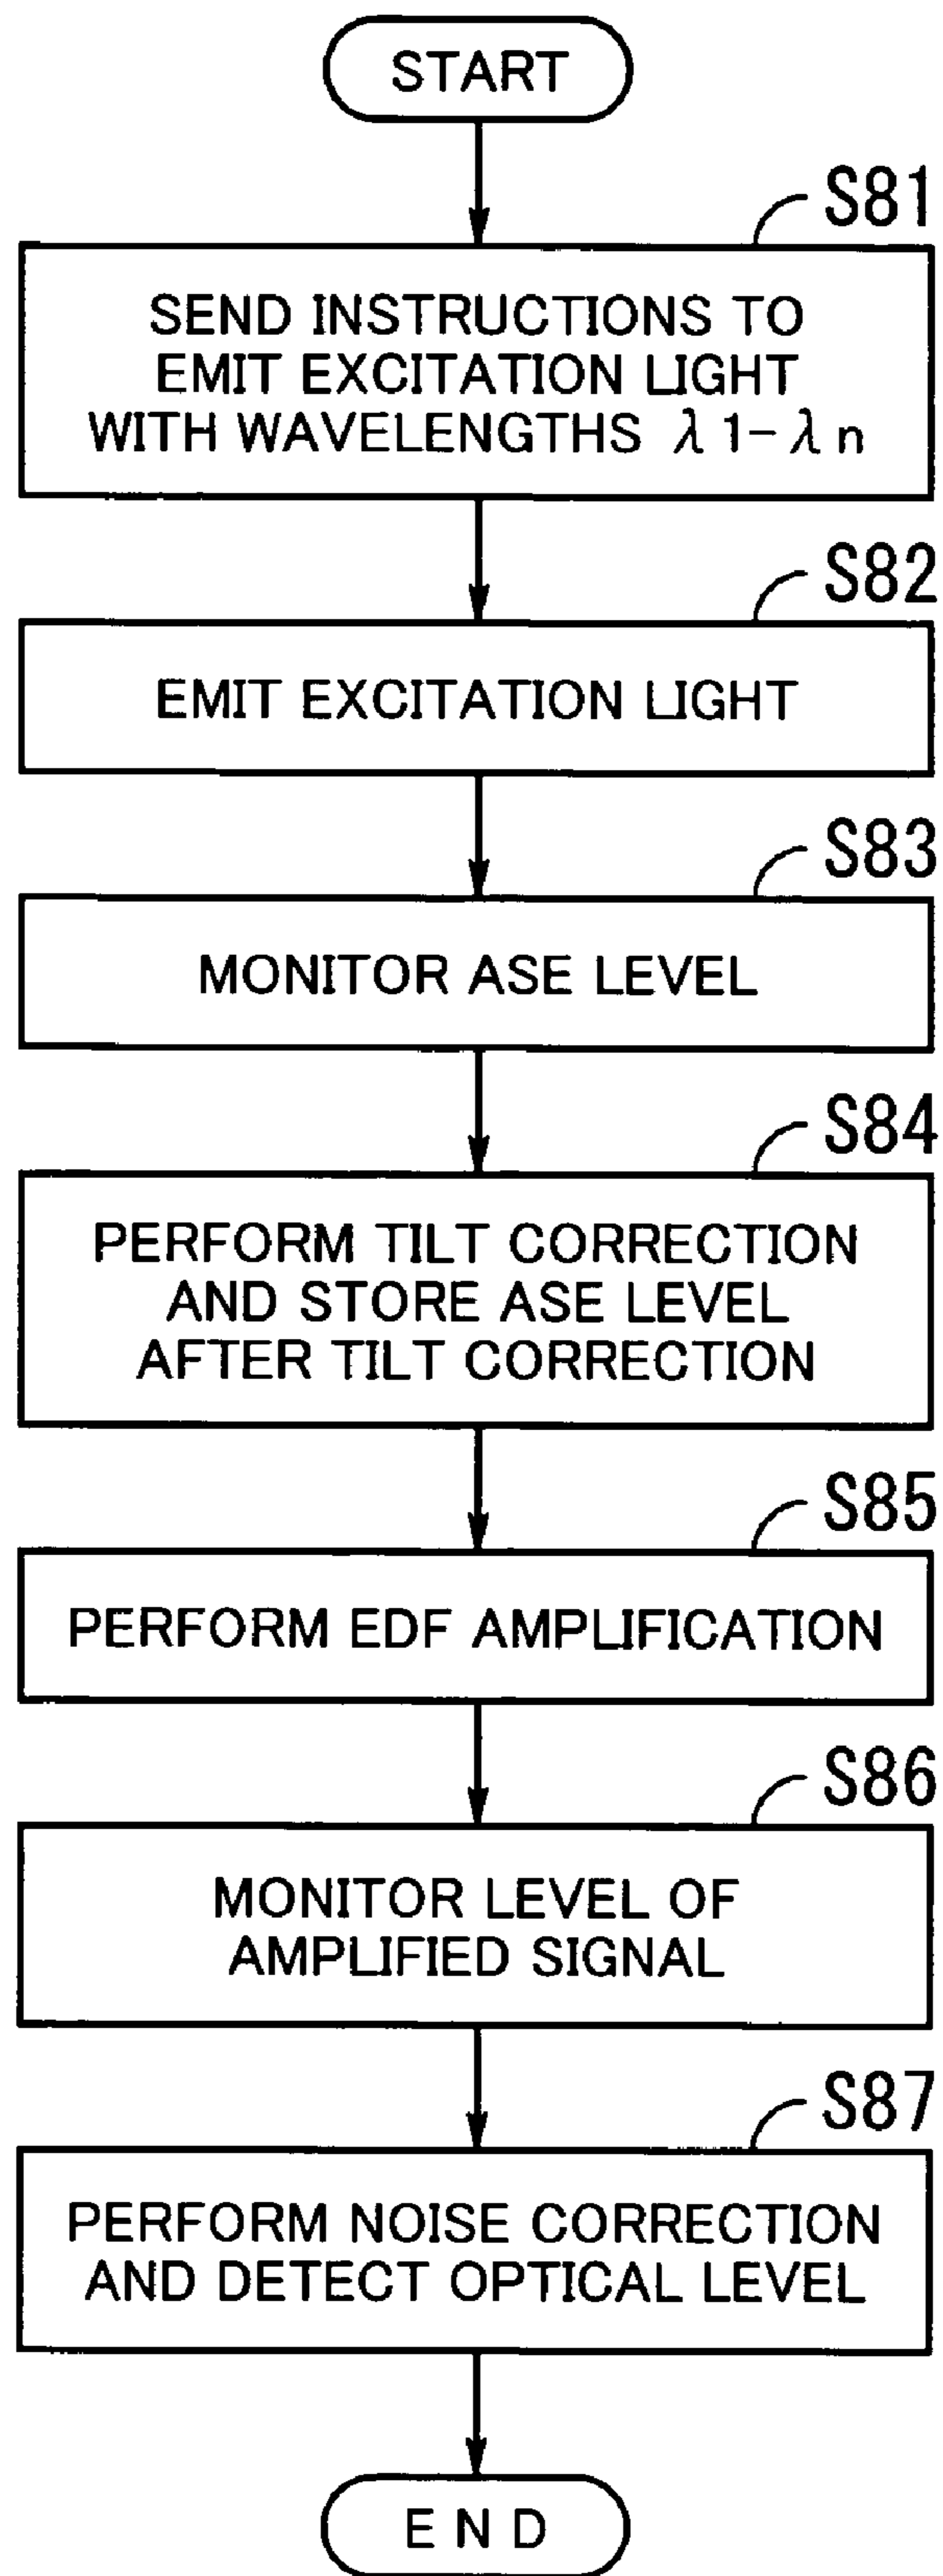 START
S81
SEND INSTRUCTIONS TO
EMIT EXCITATION LIGHT
WITH WAVELENGTHS λ1-λn
S82
EMIT EXCITATION LIGHT
S83
MONITOR ASE LEVEL
S84
PERFORM TILT CORRECTION
AND STORE ASE LEVEL
AFTER TILT CORRECTION
S85
PERFORM EDF AMPLIFICATION
S86
MONITOR LEVEL OF
AMPLIFIED SIGNAL
S87
PERFORM NOISE CORRECTION
AND DETECT OPTICAL LEVEL
END